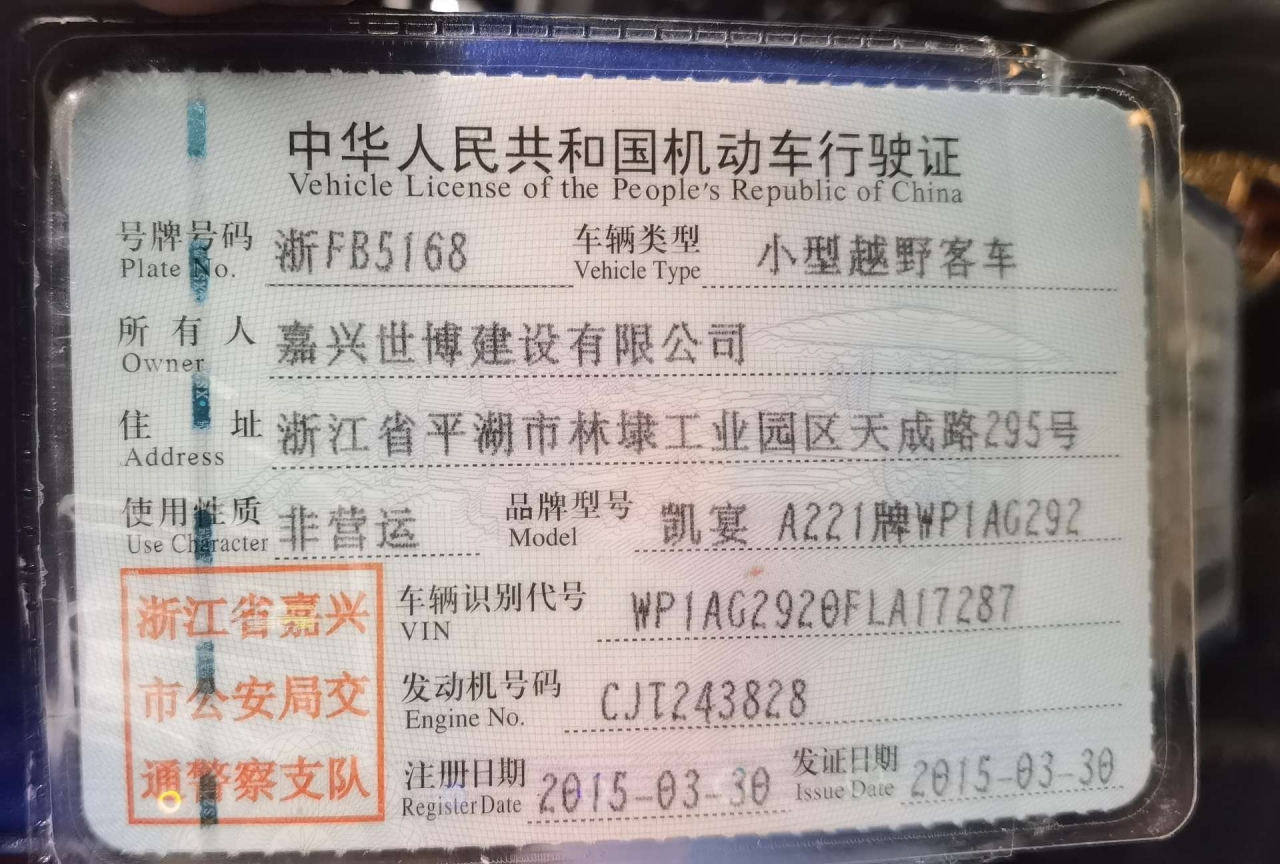 中华人民共和国机动车行驶证
Vehicle License of the People's Republic of China
号牌号码 浙FB5168 车辆类型 小型越野客车
Plate No. Vehicle Type
所有人 嘉兴世博建设有限公司
Owner
住址 浙江省平湖市林埭工业园区天成路295号
Address
使用性质 非营运 品牌型号 凯宴 A221牌WP1AG292
Use Character Model
浙江省嘉兴
市公安局交
通警察支队
车辆识别代号 WP1AG2920FLA17287
VIN
发动机号码 CJT243828
Engine No.
注册日期 2015-03-30 发证日期 2015-03-30
Register Date Issue Date